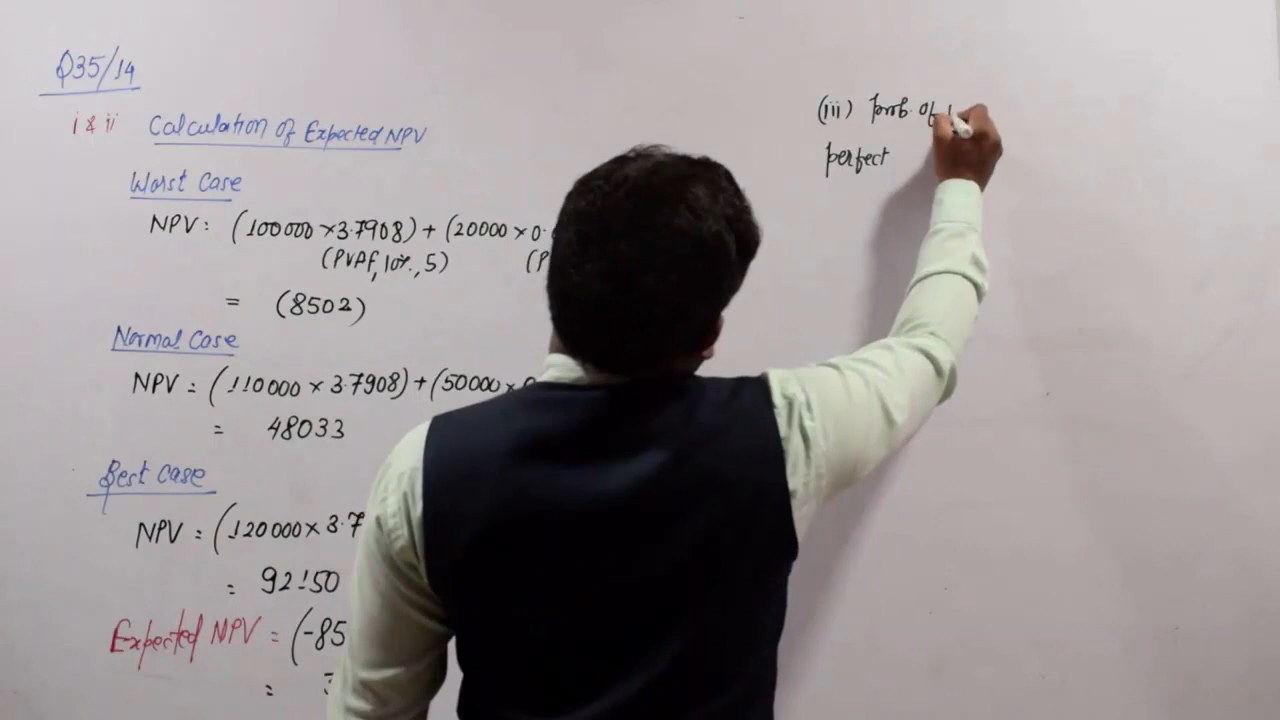 Q35/14
i & ii Calculation of Expected NPV
Worst Case
NPV: (100000 × 3.7908) + (20000 × 0.
(PVAF, 10%, 5) (P
= (8502)
Normal Case
NPV = (110000 × 3.7908) + (50000 × 0
= 48033
Best Case
NPV = (120000 × 3.7
= 92150
Expected NPV = (-85
=
(iii) prob. of
perfect